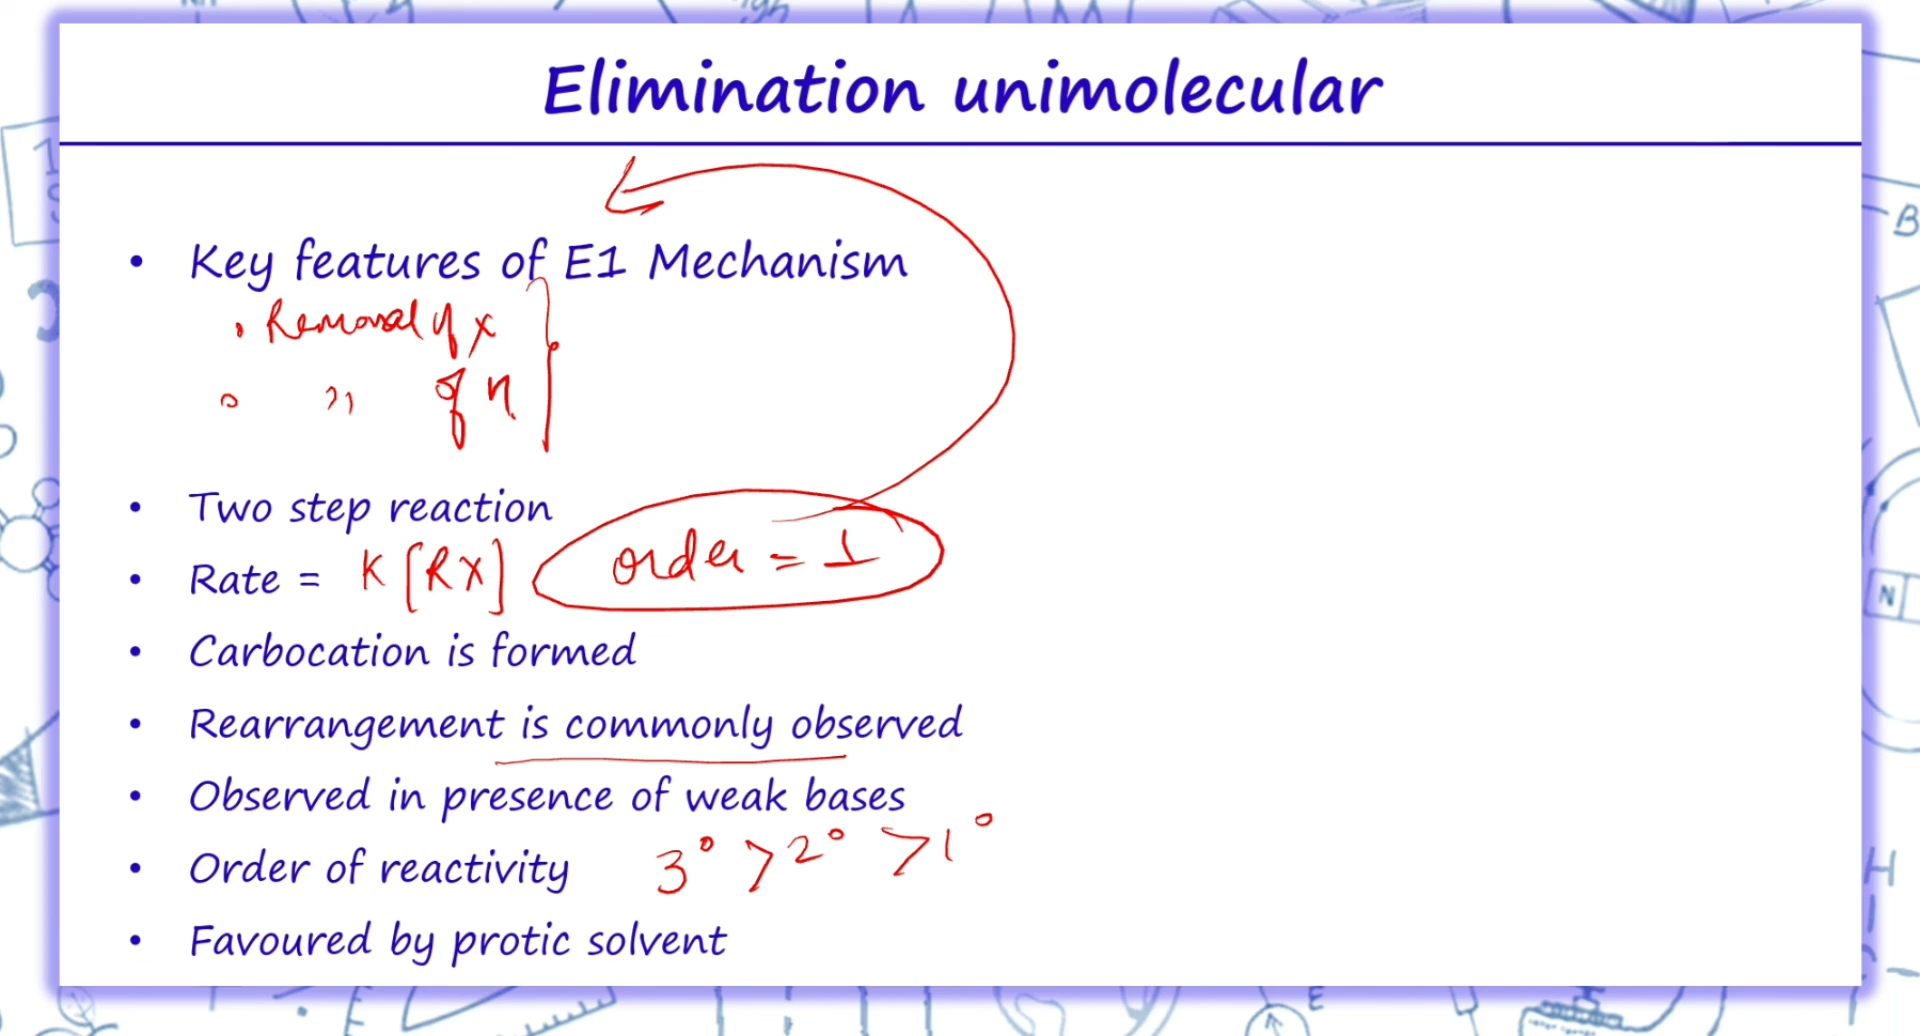 Elimination unimolecular
• Key features of E1 Mechanism
• Removal of x
• " of H
• Two step reaction
• Rate = K [RX] order = 1
• Carbocation is formed
• Rearrangement is commonly observed
• Observed in presence of weak bases
• Order of reactivity 3° > 2° > 1°
• Favoured by protic solvent
B
N
H
E